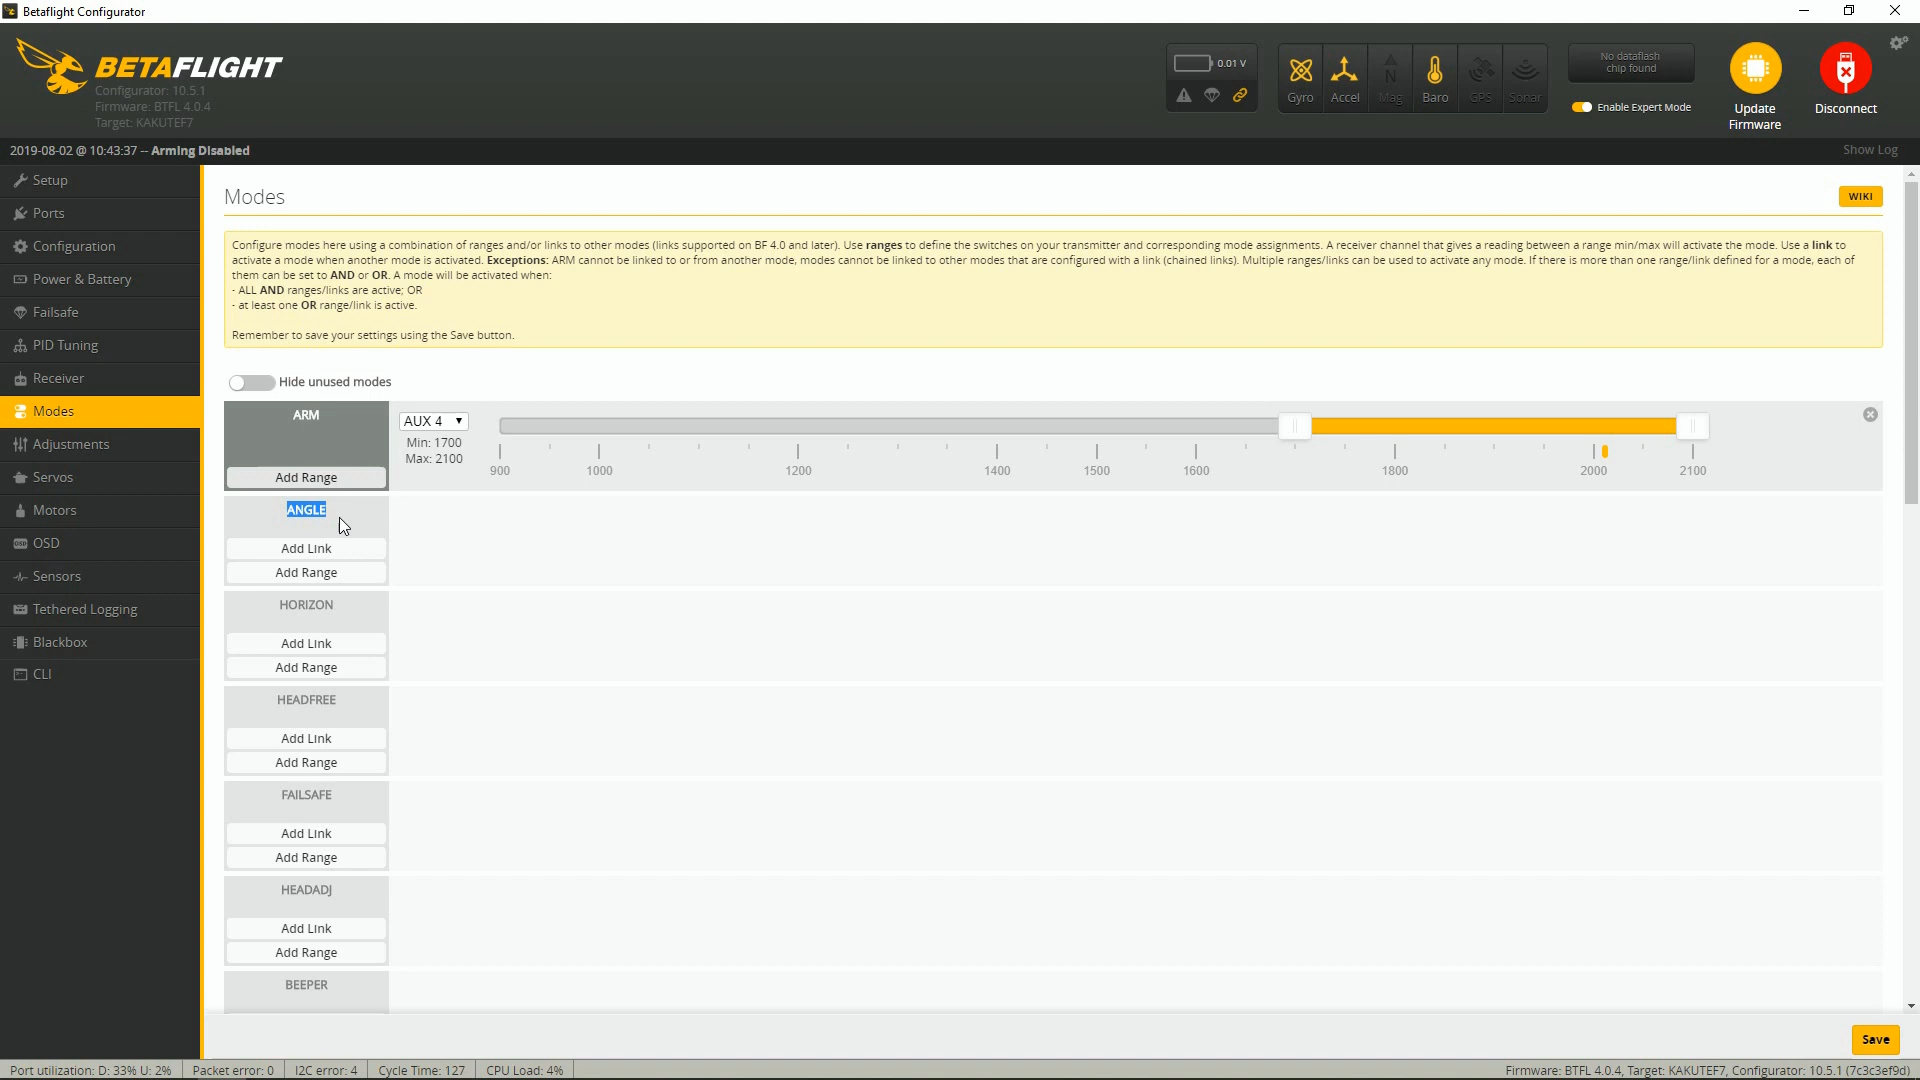 Betaflight Configurator
BETAFLIGHT
Configurator: 10.5.1
Firmware: BTFL 4.0.4
Target: KAKUTEF7
0.01 V
Gyro
Accel
Mag
Baro
GPS
Sonar
No dataflash
chip found
Enable Expert Mode
Update
Firmware
Disconnect
2019-08-02 @ 10:43:37 -- Arming Disabled
Show Log
Setup
Ports
Configuration
Power & Battery
Failsafe
PID Tuning
Receiver
Modes
Adjustments
Servos
Motors
OSD
Sensors
Tethered Logging
Blackbox
CLI
Modes
WIKI
Configure modes here using a combination of ranges and/or links to other modes (links supported on BF 4.0 and later). Use ranges to define the switches on your transmitter and corresponding mode assignments. A receiver channel that gives a reading between a range min/max will activate the mode. Use a link to
activate a mode when another mode is activated. Exceptions: ARM cannot be linked to or from another mode, modes cannot be linked to other modes that are configured with a link (chained links). Multiple ranges/links can be used to activate any mode. If there is more than one range/link defined for a mode, each of
them can be set to AND or OR. A mode will be activated when:
- ALL AND ranges/links are active; OR
- at least one OR range/link is active.
Remember to save your settings using the Save button.
Hide unused modes
ARM
Add Range
AUX 4
Min: 1700
Max: 2100
900 1000 1200 1400 1500 1600 1800 2000 2100
ANGLE
Add Link
Add Range
HORIZON
Add Link
Add Range
HEADFREE
Add Link
Add Range
FAILSAFE
Add Link
Add Range
HEADADJ
Add Link
Add Range
BEEPER
Save
Port utilization: D: 33% U: 2%
Packet error: 0
I2C error: 4
Cycle Time: 127
CPU Load: 4%
Firmware: BTFL 4.0.4, Target: KAKUTEF7, Configurator: 10.5.1 (7c3c3ef9d)